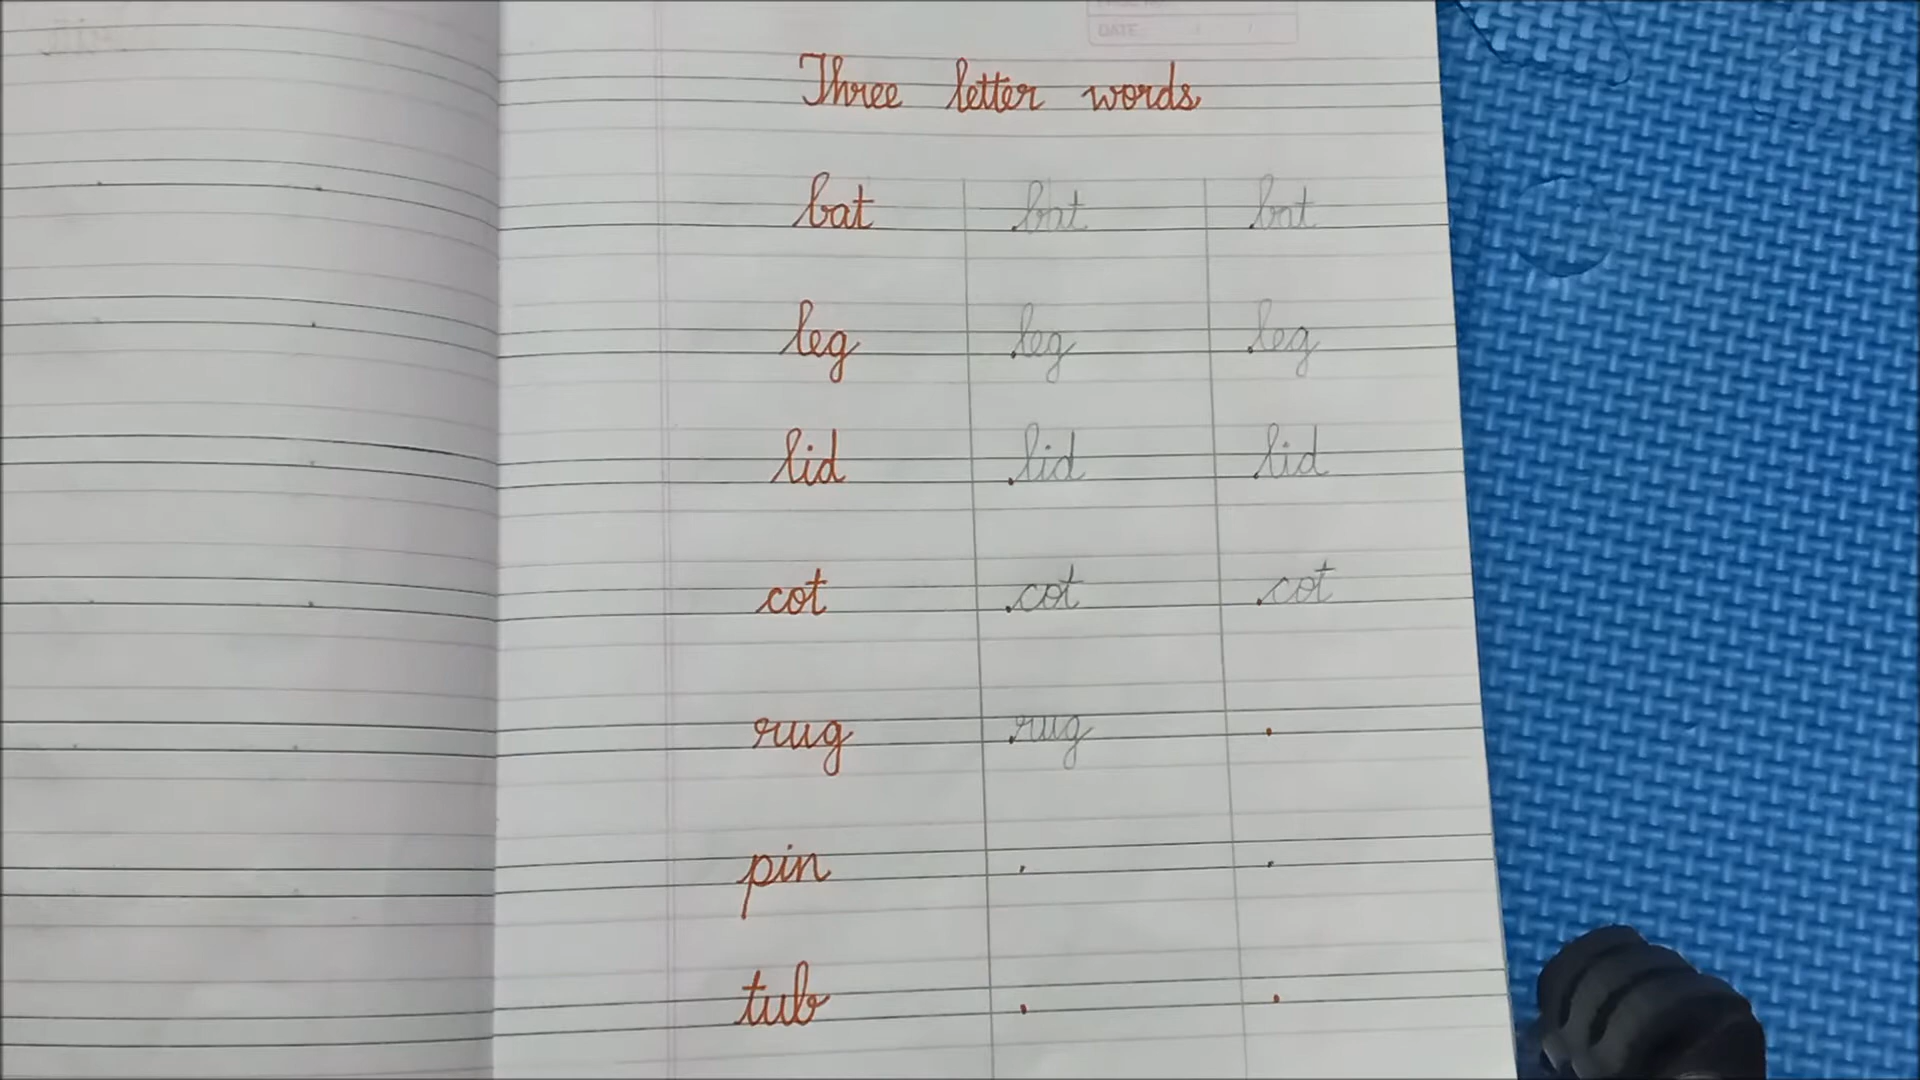 DATE
Three letter words
bat bat bat
leg leg leg
lid lid lid
cot cot cot
rug rug
pin
tub